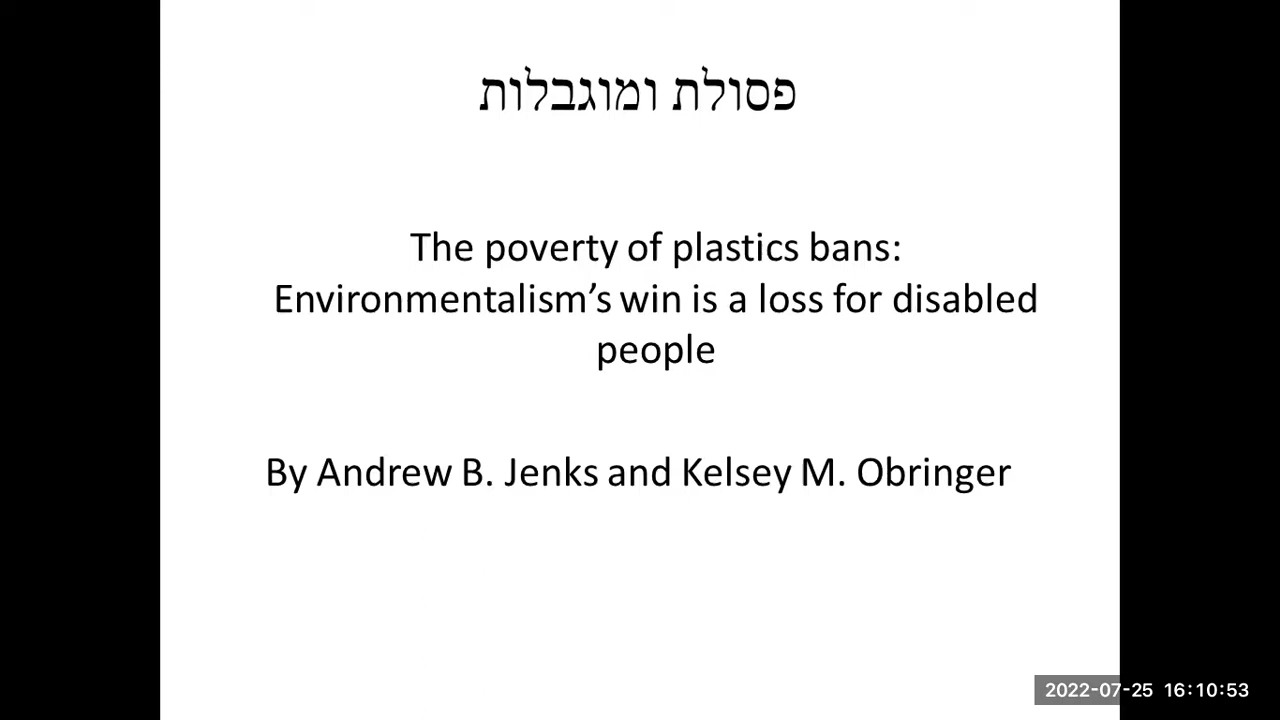 פסולת ומוגבלות
The poverty of plastics bans:
Environmentalism’s win is a loss for disabled
people
By Andrew B. Jenks and Kelsey M. Obringer
2022-07-25 16:10:53